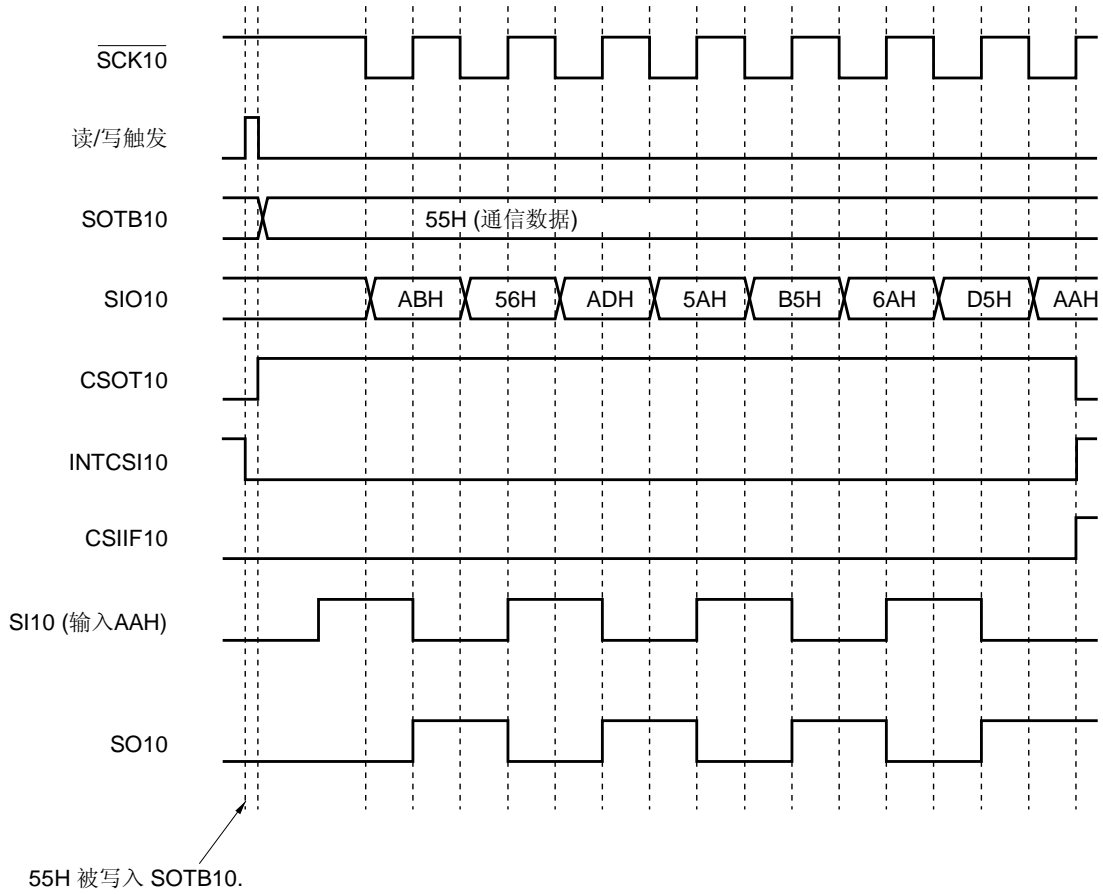 SCK10
读/写触发
SOTB10
55H (通信数据)
SIO10
ABH 56H ADH 5AH B5H 6AH D5H AAH
CSOT10
INTCSI10
CSIIF10
SI10 (输入AAH)
SO10
55H 被写入 SOTB10.